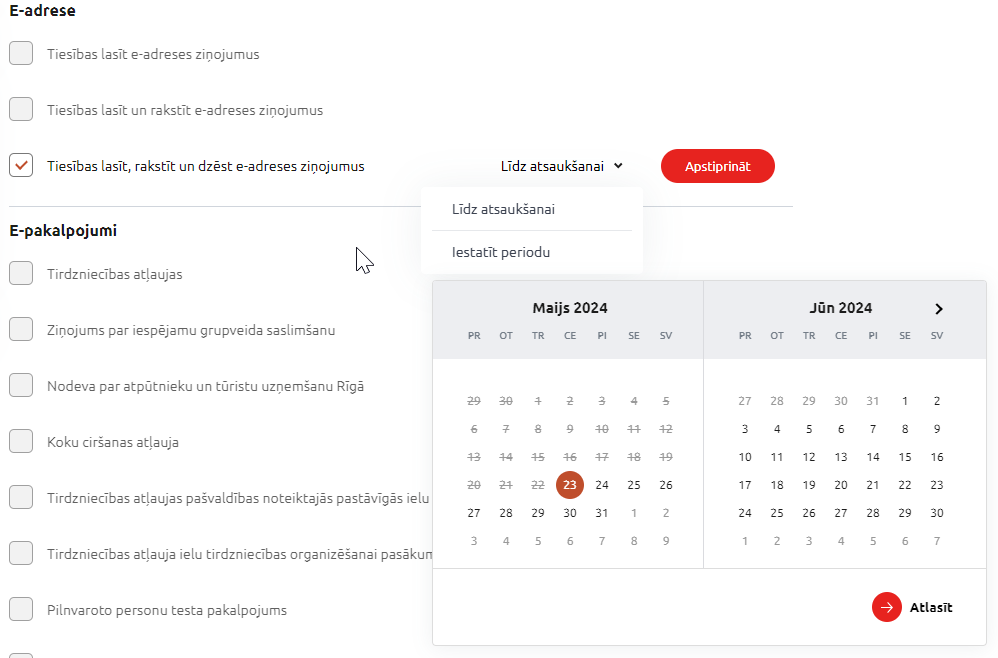 E-adrese
Tiesības lasīt e-adreses ziņojumus
Tiesības lasīt un rakstīt e-adreses ziņojumus
Tiesības lasīt, rakstīt un dzēst e-adreses ziņojumus
Līdz atsaukšanai
Apstiprināt
Līdz atsaukšanai
Iestatīt periodu
E-pakalpojumi
Tirdzniecības atļaujas
Ziņojums par iespējamu grupveida saslimšanu
Nodeva par atpūtnieku un tūristu uzņemšanu Rīgā
Koku ciršanas atļauja
Tirdzniecības atļaujas pašvaldības noteiktajās pastāvīgās ielu
Tirdzniecības atļauja ielu tirdzniecības organizēšanai pasākum
Pilnvaroto personu testa pakalpojums
Maijs 2024
PR OT TR CE PI SE SV
29 30 1 2 3 4 5
6 7 8 9 10 11 12
13 14 15 16 17 18 19
20 21 22 23 24 25 26
27 28 29 30 31 1 2
3 4 5 6 7 8 9
Jūn 2024
PR OT TR CE PI SE SV
27 28 29 30 31 1 2
3 4 5 6 7 8 9
10 11 12 13 14 15 16
17 18 19 20 21 22 23
24 25 26 27 28 29 30
1 2 3 4 5 6 7
Atlasīt